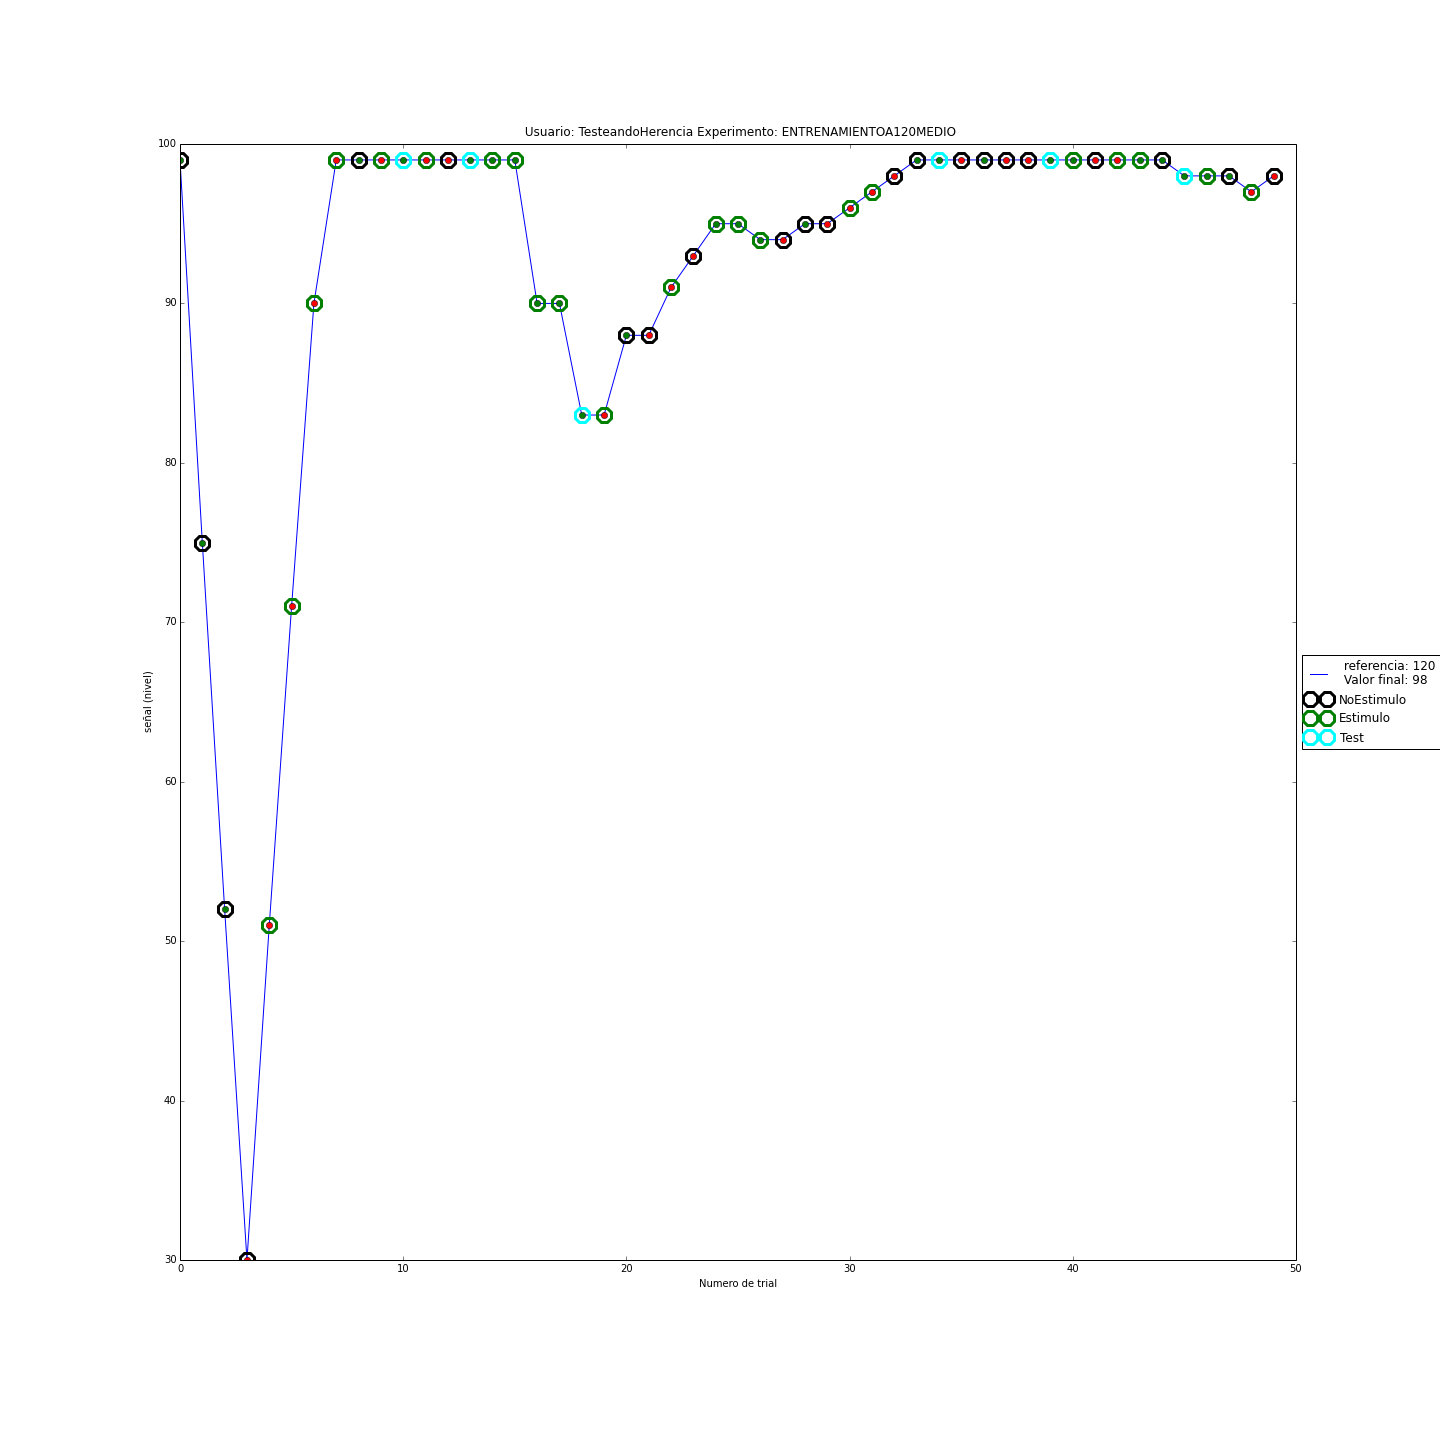 Usuario: TesteandoHerencia Experimento: ENTRENAMIENTOA120MEDIO
100
90
80
70
60
50
40
30
señal (nivel)
0 10 20 30 40 50
Numero de trial
referencia: 120
Valor final: 98
NoEstimulo
Estimulo
Test